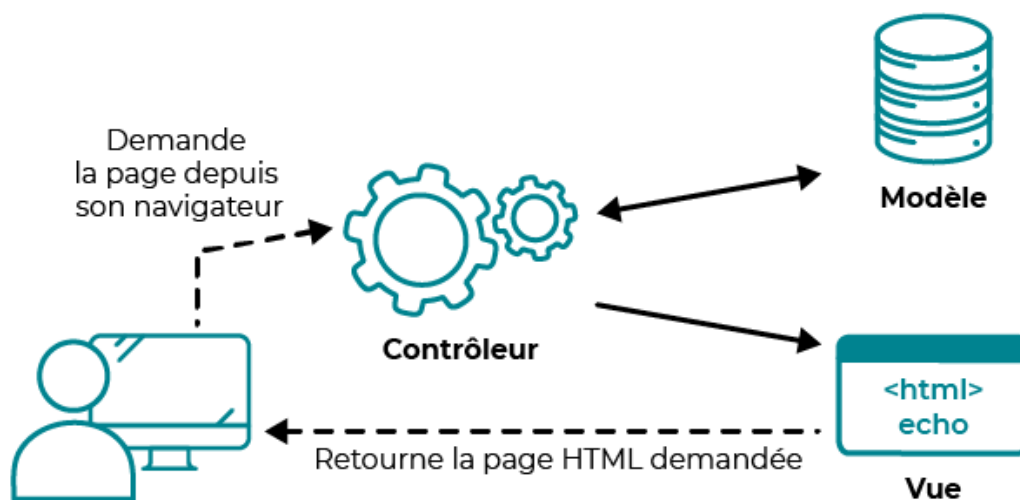 Demande
la page depuis
son navigateur
Modèle
Contrôleur
<html>
echo
Retourne la page HTML demandée
Vue